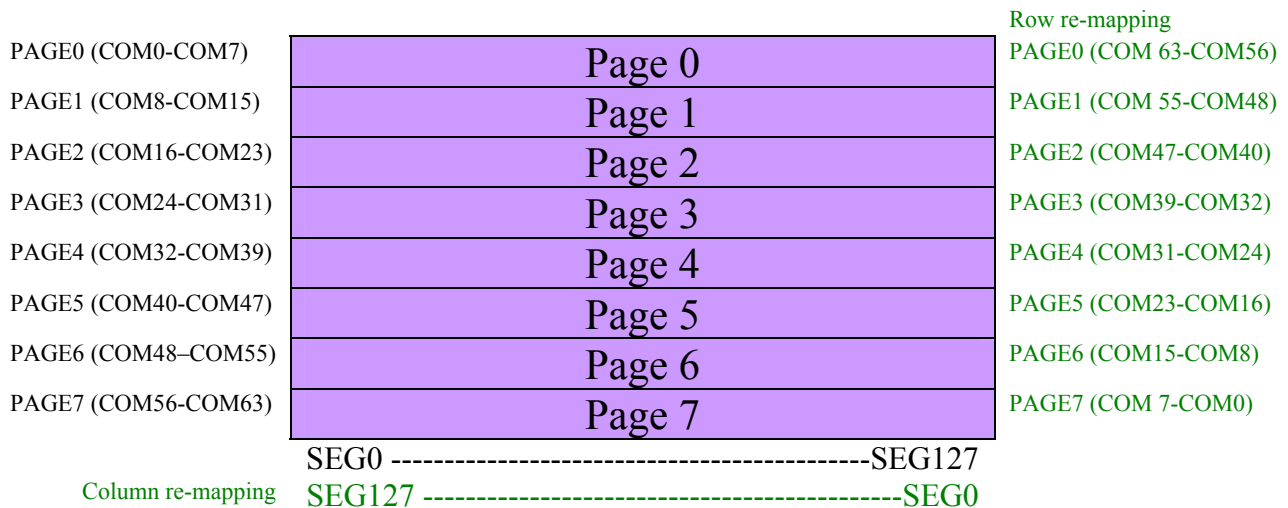 Row re-mapping
PAGE0 (COM0-COM7) Page 0 PAGE0 (COM 63-COM56)
PAGE1 (COM8-COM15) Page 1 PAGE1 (COM 55-COM48)
PAGE2 (COM16-COM23) Page 2 PAGE2 (COM47-COM40)
PAGE3 (COM24-COM31) Page 3 PAGE3 (COM39-COM32)
PAGE4 (COM32-COM39) Page 4 PAGE4 (COM31-COM24)
PAGE5 (COM40-COM47) Page 5 PAGE5 (COM23-COM16)
PAGE6 (COM48–COM55) Page 6 PAGE6 (COM15-COM8)
PAGE7 (COM56-COM63) Page 7 PAGE7 (COM 7-COM0)
SEG0 ---------------------------------------------SEG127
Column re-mapping SEG127 ---------------------------------------------SEG0